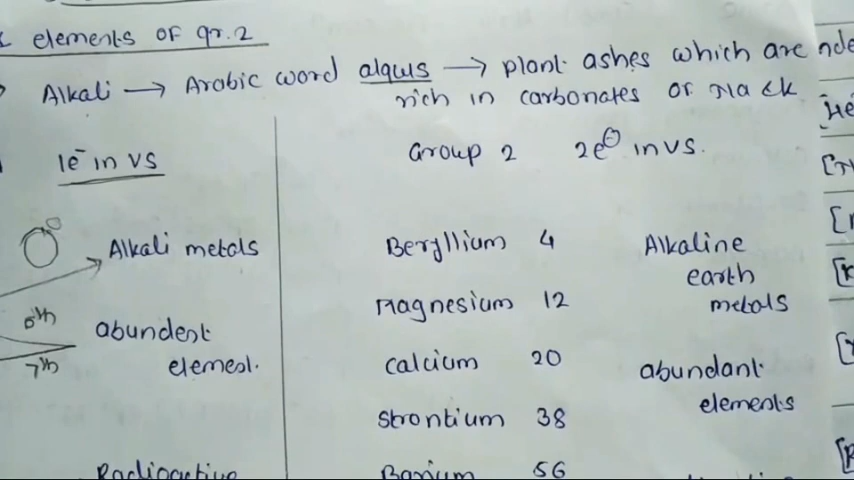 elements of gr.2
Alkali → Arabic word alquis → plant ashes which are
rich in carbonates of Na & K
1e⁻ in VS
Group 2 2e⊖ in VS.
Alkali metals
Beryllium 4
Alkaline
earth
metals
Magnesium 12
6th
abundent
element.
7th
Calcium 20
abundant
elements
Strontium 38
Radioactive
Barium 56